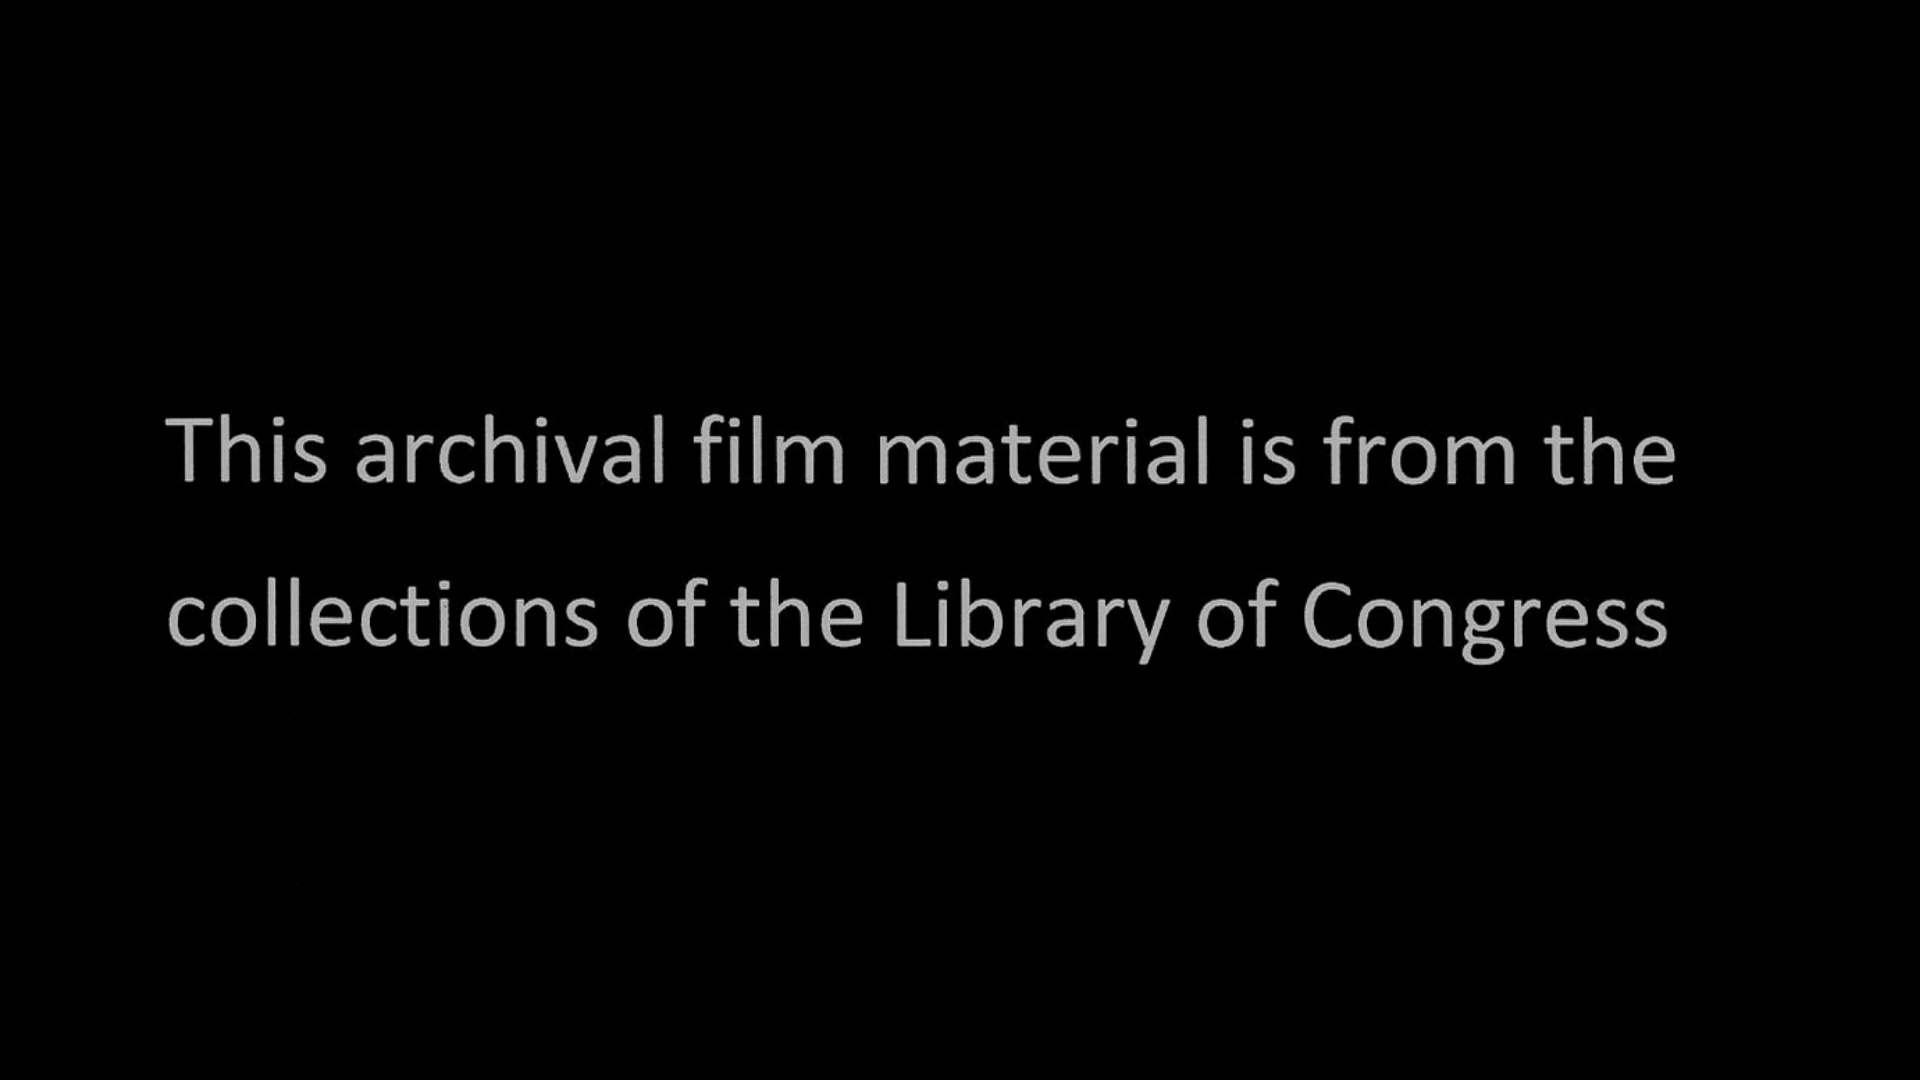 This archival film material is from the
collections of the Library of Congress